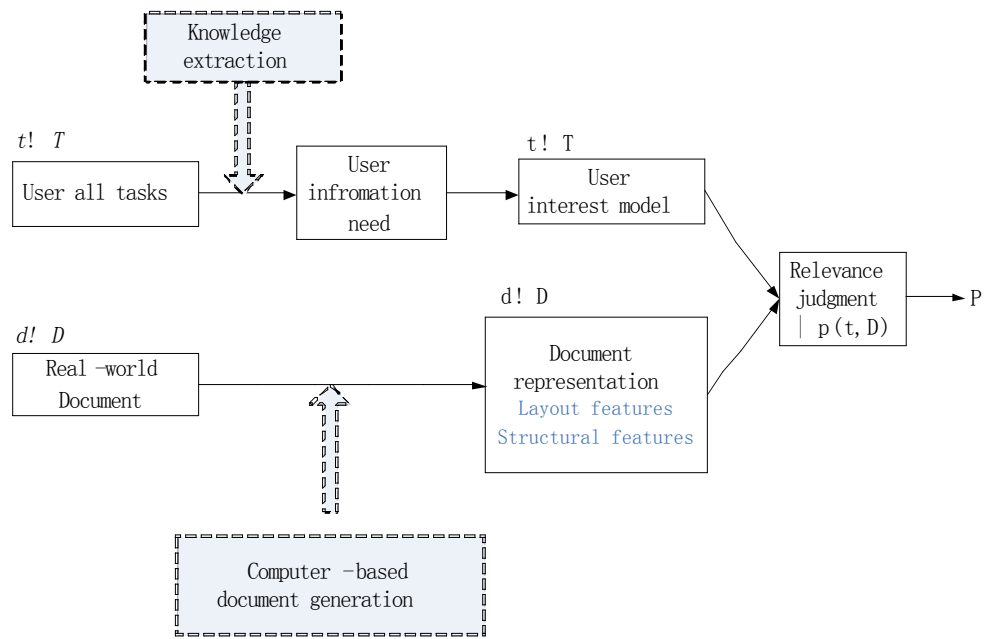 Knowledge
extraction
t! T
User all tasks
User
infromation
need
t! T
User
interest model
Relevance
judgment
| p(t,D)
P
d! D
Real-world
Document
d! D
Document
representation
Layout features
Structural features
Computer-based
document generation